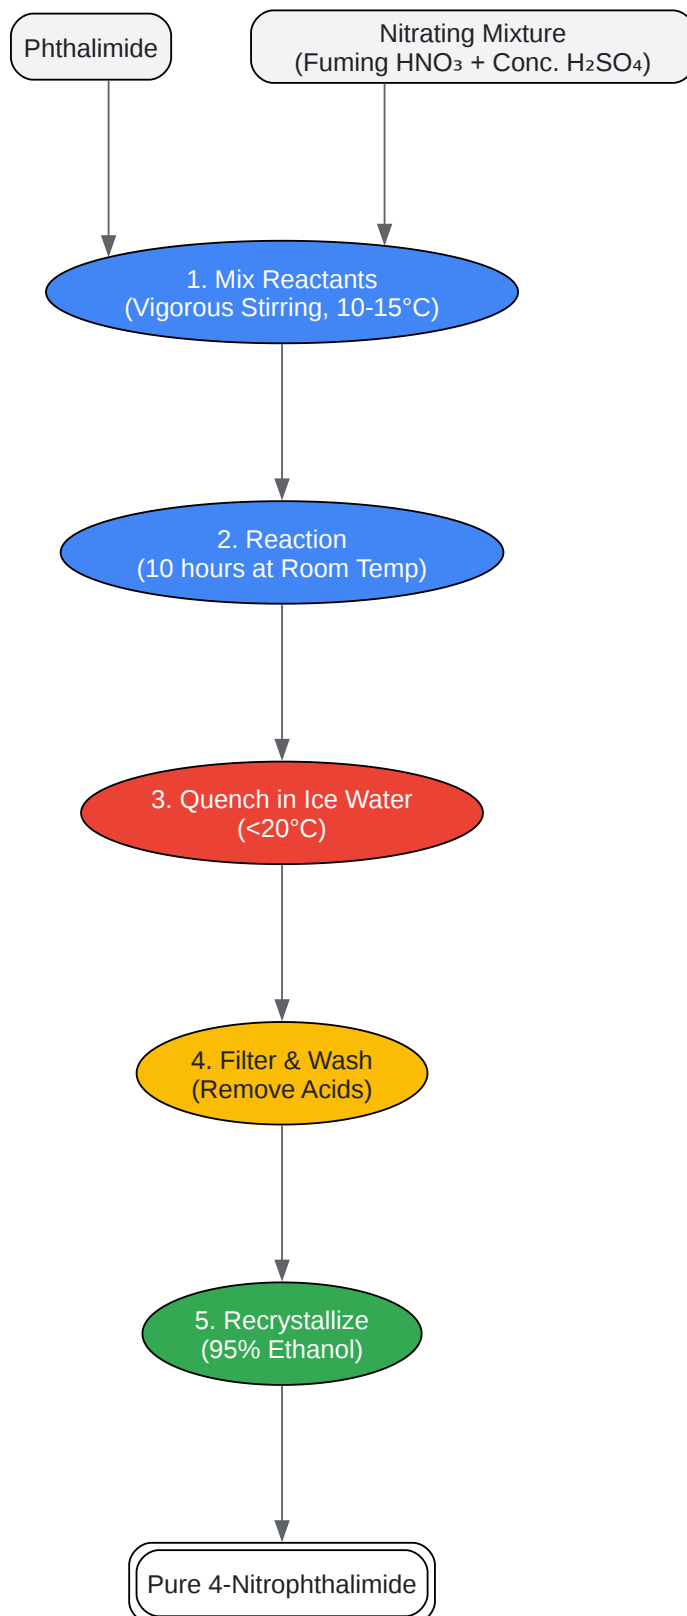 Phthalimide
Nitrating Mixture
(Fuming HNO₃ + Conc. H₂SO₄)
1. Mix Reactants
(Vigorous Stirring, 10-15°C)
2. Reaction
(10 hours at Room Temp)
3. Quench in Ice Water
(<20°C)
4. Filter & Wash
(Remove Acids)
5. Recrystallize
(95% Ethanol)
Pure 4-Nitrophthalimide